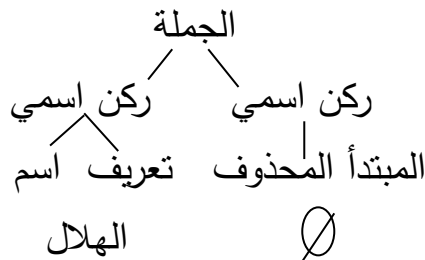 الجملة
ركن اسمي ركن اسمي
المبتدأ المحذوف تعريف اسم
∅ الهلال